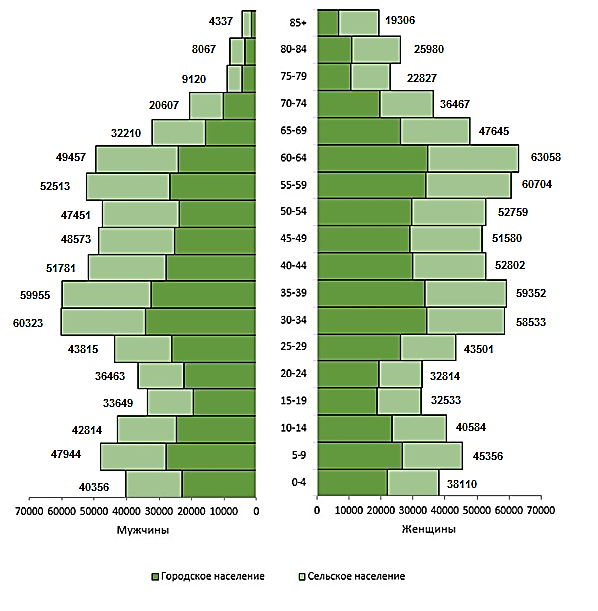 4337 85+ 19306
8067 80-84 25980
9120 75-79 22827
20607 70-74 36467
32210 65-69 47645
49457 60-64 63058
52513 55-59 60704
47451 50-54 52759
48573 45-49 51580
51781 40-44 52802
59955 35-39 59352
60323 30-34 58533
43815 25-29 43501
36463 20-24 32814
33649 15-19 32533
42814 10-14 40584
47944 5-9 45356
40356 0-4 38110
70000 60000 50000 40000 30000 20000 10000 0 0 10000 20000 30000 40000 50000 60000 70000
Мужчины Женщины
Городское население Сельское население